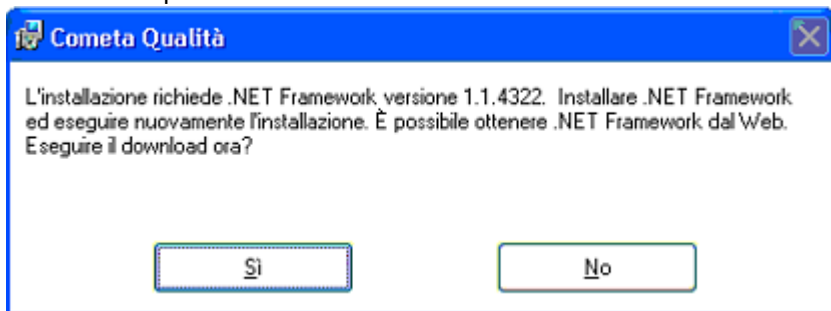 Cometa Qualità
L'installazione richiede .NET Framework versione 1.1.4322. Installare .NET Framework
ed eseguire nuovamente l'installazione. È possibile ottenere .NET Framework dal Web.
Eseguire il download ora?
Sì
No